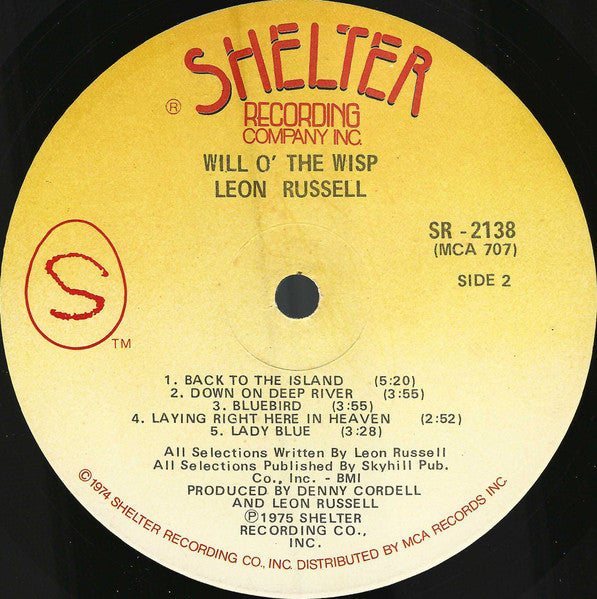 SHELTER
® RECORDING
COMPANY INC.
WILL O' THE WISP
LEON RUSSELL
SR - 2138
(MCA 707)
SIDE 2
S
TM
1. BACK TO THE ISLAND (5:20)
2. DOWN ON DEEP RIVER (3:55)
3. BLUEBIRD (3:55)
4. LAYING RIGHT HERE IN HEAVEN (2:52)
5. LADY BLUE (3:28)
All Selections Written By Leon Russell
All Selections Published By Skyhill Pub.
Co., Inc. - BMI
PRODUCED BY DENNY CORDELL
AND LEON RUSSELL
℗1975 SHELTER
RECORDING CO.,
INC.
©1974 SHELTER RECORDING CO., INC. DISTRIBUTED BY MCA RECORDS INC.